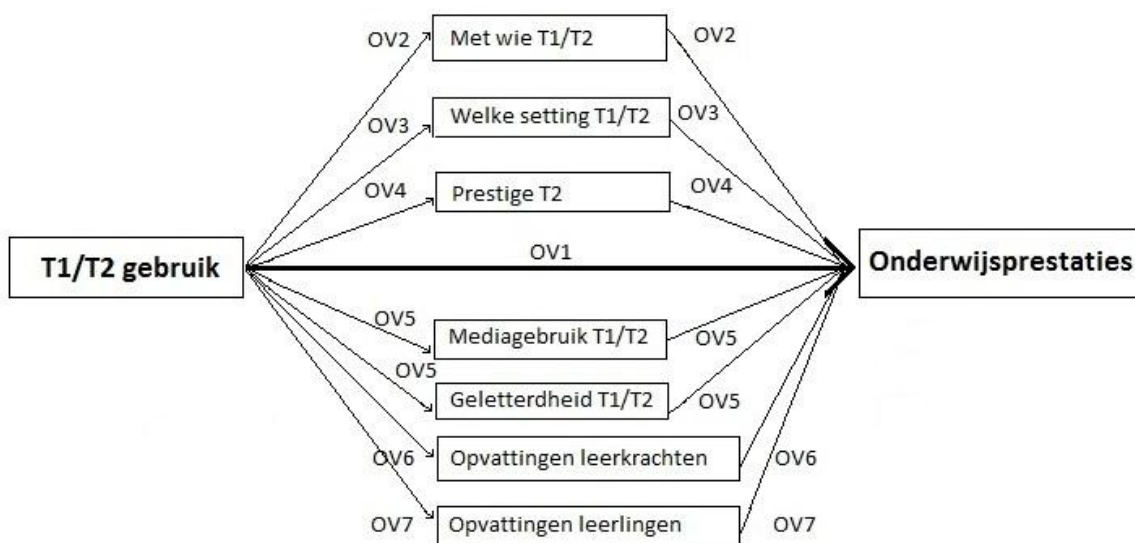 OV2 Met wie T1/T2 OV2
OV3 Welke setting T1/T2 OV3
OV4 Prestige T2 OV4
T1/T2 gebruik OV1 Onderwijsprestaties
OV5 Mediagebruik T1/T2 OV5
OV5 Geletterdheid T1/T2 OV5
OV6 Opvattingen leerkrachten OV6
OV7 Opvattingen leerlingen OV7